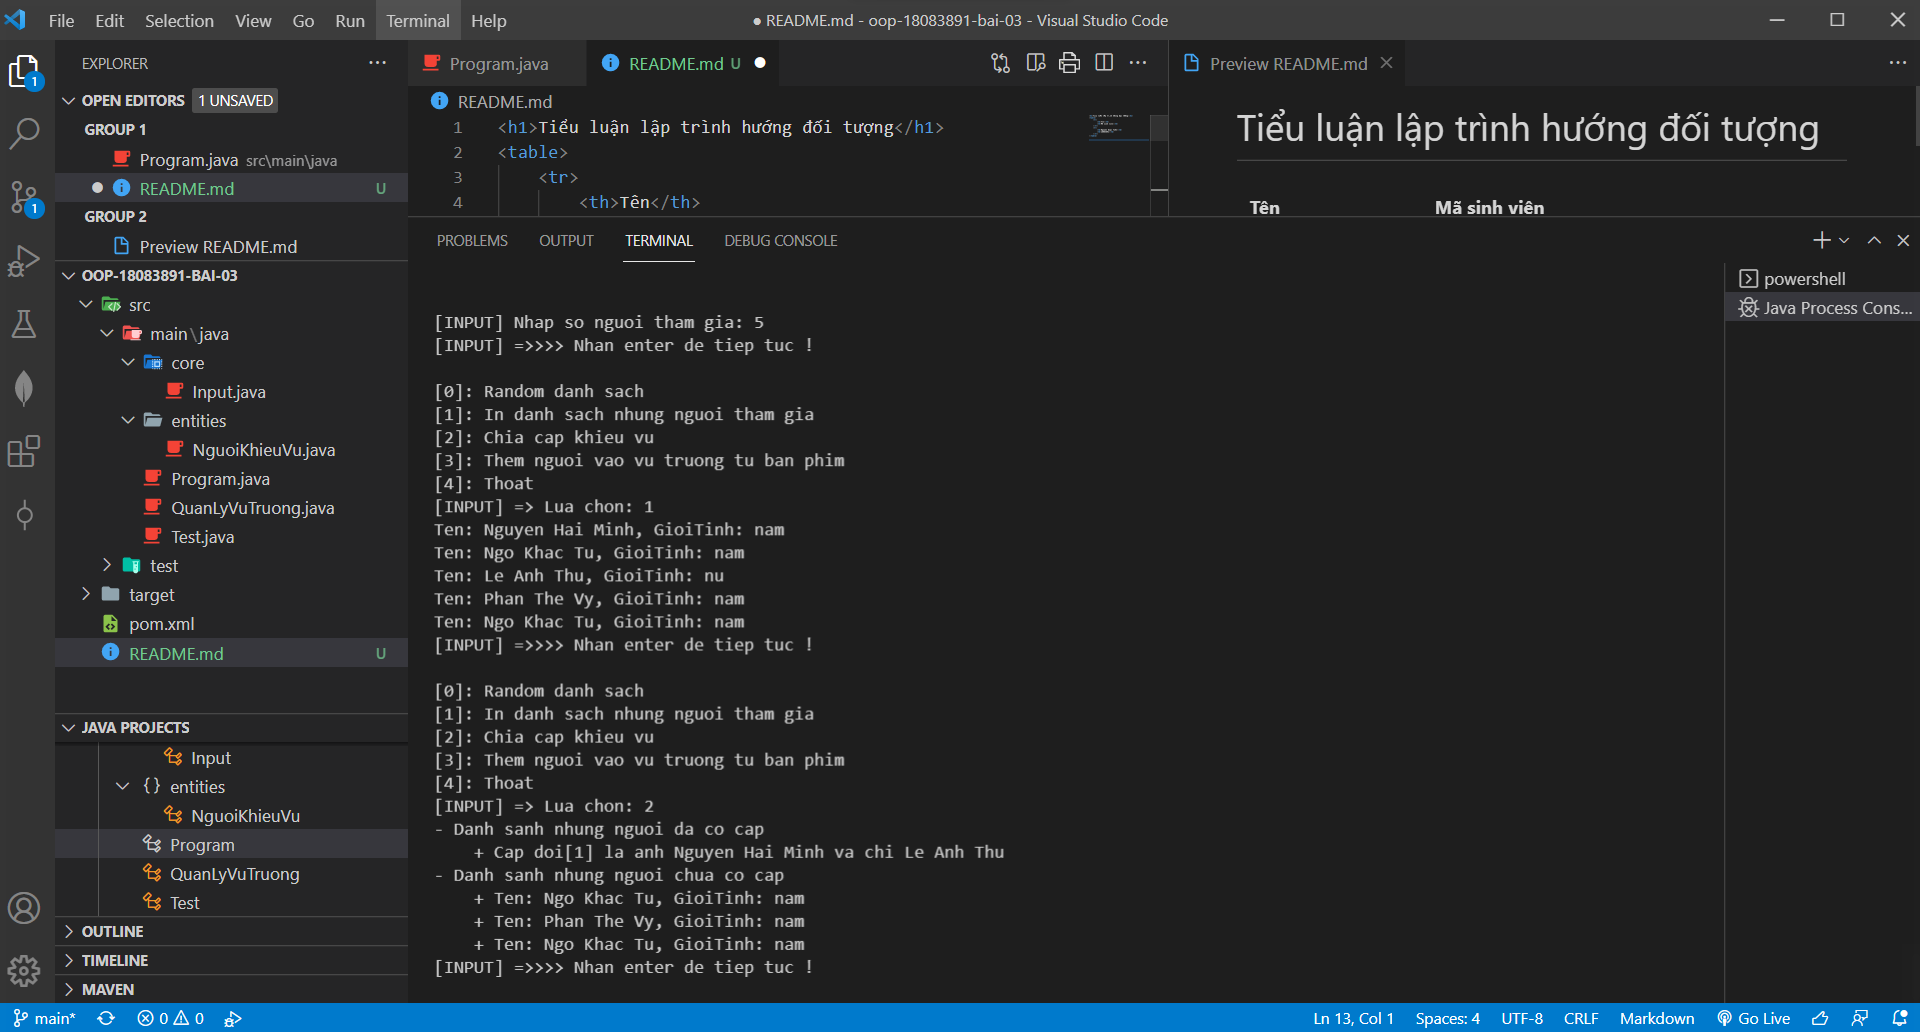 File Edit Selection View Go Run Terminal Help
● README.md - oop-18083891-bai-03 - Visual Studio Code
EXPLORER
OPEN EDITORS 1 UNSAVED
GROUP 1
Program.java src\main\java
README.md U
GROUP 2
Preview README.md
OOP-18083891-BAI-03
src
main\java
core
Input.java
entities
NguoiKhieuVu.java
Program.java
QuanLyVuTruong.java
Test.java
test
target
pom.xml
README.md U
JAVA PROJECTS
Input
{} entities
NguoiKhieuVu
Program
QuanLyVuTruong
Test
OUTLINE
TIMELINE
MAVEN
1
1
Program.java
README.md U
README.md
1 <h1>Tiểu luận lập trình hướng đối tượng</h1>
2 <table>
3 <tr>
4 <th>Tên</th>
Preview README.md
Tiểu luận lập trình hướng đối tượng
Tên Mã sinh viên
PROBLEMS OUTPUT TERMINAL DEBUG CONSOLE
powershell
Java Process Cons...
[INPUT] Nhap so nguoi tham gia: 5
[INPUT] =>>>> Nhan enter de tiep tuc !
[0]: Random danh sach
[1]: In danh sach nhung nguoi tham gia
[2]: Chia cap khieu vu
[3]: Them nguoi vao vu truong tu ban phim
[4]: Thoat
[INPUT] => Lua chon: 1
Ten: Nguyen Hai Minh, GioiTinh: nam
Ten: Ngo Khac Tu, GioiTinh: nam
Ten: Le Anh Thu, GioiTinh: nu
Ten: Phan The Vy, GioiTinh: nam
Ten: Ngo Khac Tu, GioiTinh: nam
[INPUT] =>>>> Nhan enter de tiep tuc !
[0]: Random danh sach
[1]: In danh sach nhung nguoi tham gia
[2]: Chia cap khieu vu
[3]: Them nguoi vao vu truong tu ban phim
[4]: Thoat
[INPUT] => Lua chon: 2
- Danh sanh nhung nguoi da co cap
+ Cap doi[1] la anh Nguyen Hai Minh va chi Le Anh Thu
- Danh sanh nhung nguoi chua co cap
+ Ten: Ngo Khac Tu, GioiTinh: nam
+ Ten: Phan The Vy, GioiTinh: nam
+ Ten: Ngo Khac Tu, GioiTinh: nam
[INPUT] =>>>> Nhan enter de tiep tuc !
main* 0 0
Ln 13, Col 1 Spaces: 4 UTF-8 CRLF Markdown Go Live